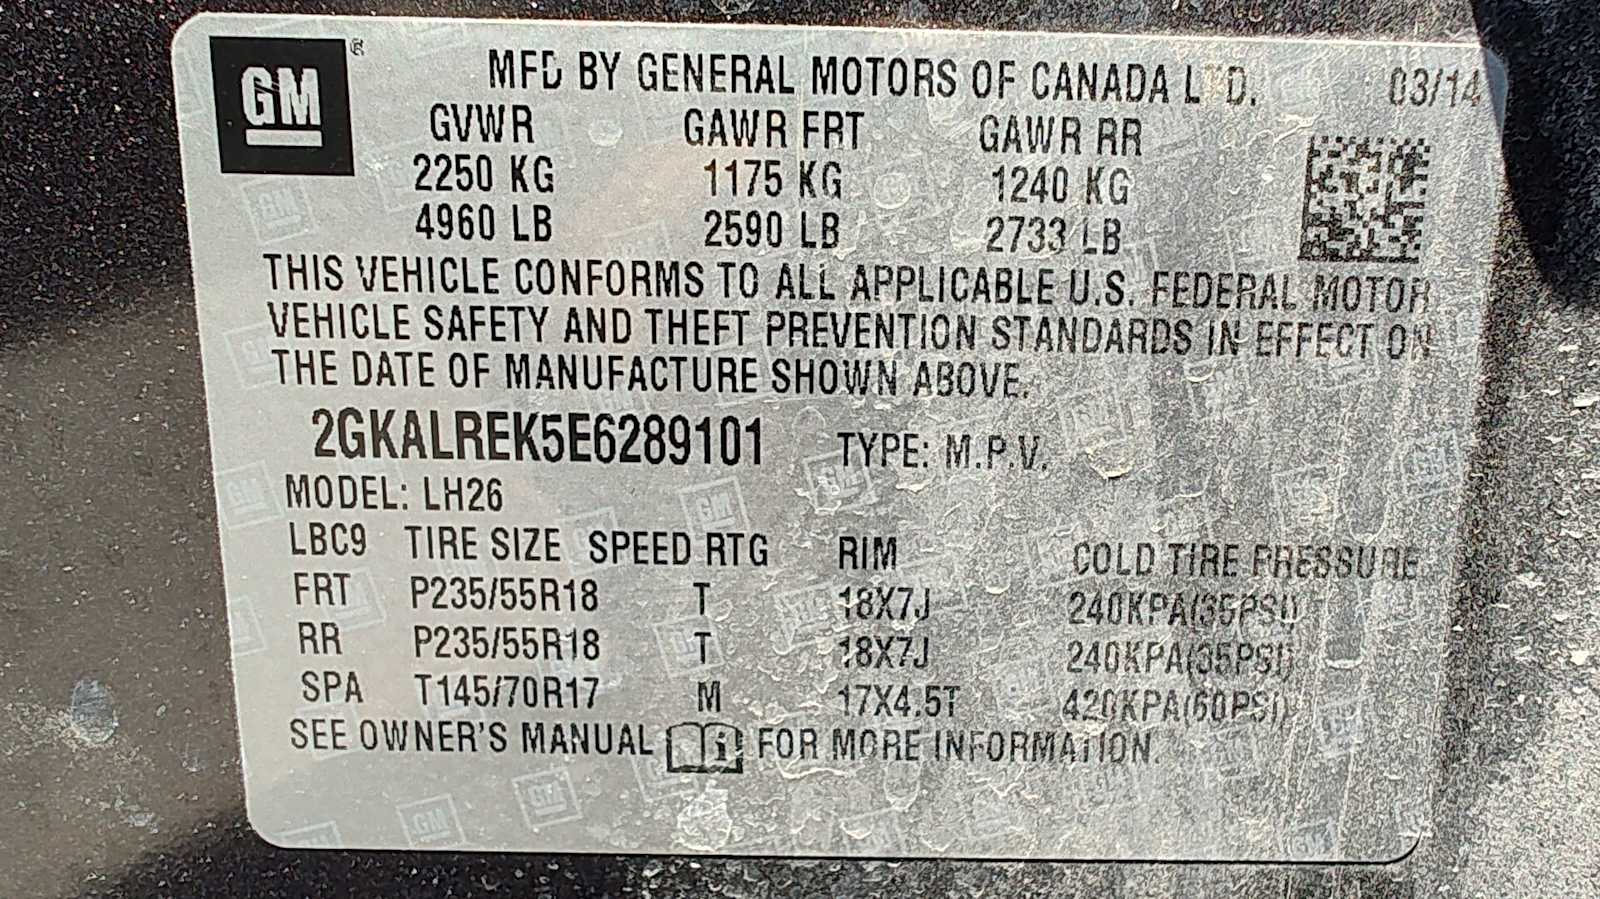 GM ®
MFD BY GENERAL MOTORS OF CANADA LTD. 03/14
GVWR GAWR FRT GAWR RR
2250 KG 1175 KG 1240 KG
4960 LB 2590 LB 2733 LB
THIS VEHICLE CONFORMS TO ALL APPLICABLE U.S. FEDERAL MOTOR
VEHICLE SAFETY AND THEFT PREVENTION STANDARDS IN EFFECT ON
THE DATE OF MANUFACTURE SHOWN ABOVE.
2GKALREK5E6289101 TYPE: M.P.V.
MODEL: LH26
LBC9 TIRE SIZE SPEED RTG RIM COLD TIRE PRESSURE
FRT P235/55R18 T 18X7J 240KPA(35PSI)
RR P235/55R18 T 18X7J 240KPA(35PSI)
SPA T145/70R17 M 17X4.5T 420KPA(60PSI)
SEE OWNER'S MANUAL i FOR MORE INFORMATION.